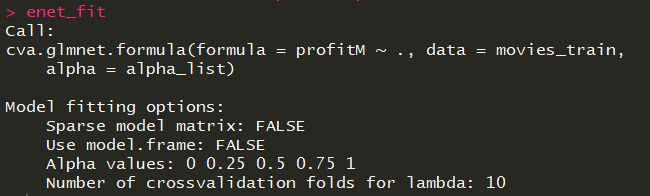 > enet_fit
Call:
cva.glmnet.formula(formula = profitM ~ ., data = movies_train,
    alpha = alpha_list)

Model fitting options:
    Sparse model matrix: FALSE
    Use model.frame: FALSE
    Alpha values: 0 0.25 0.5 0.75 1
    Number of crossvalidation folds for lambda: 10